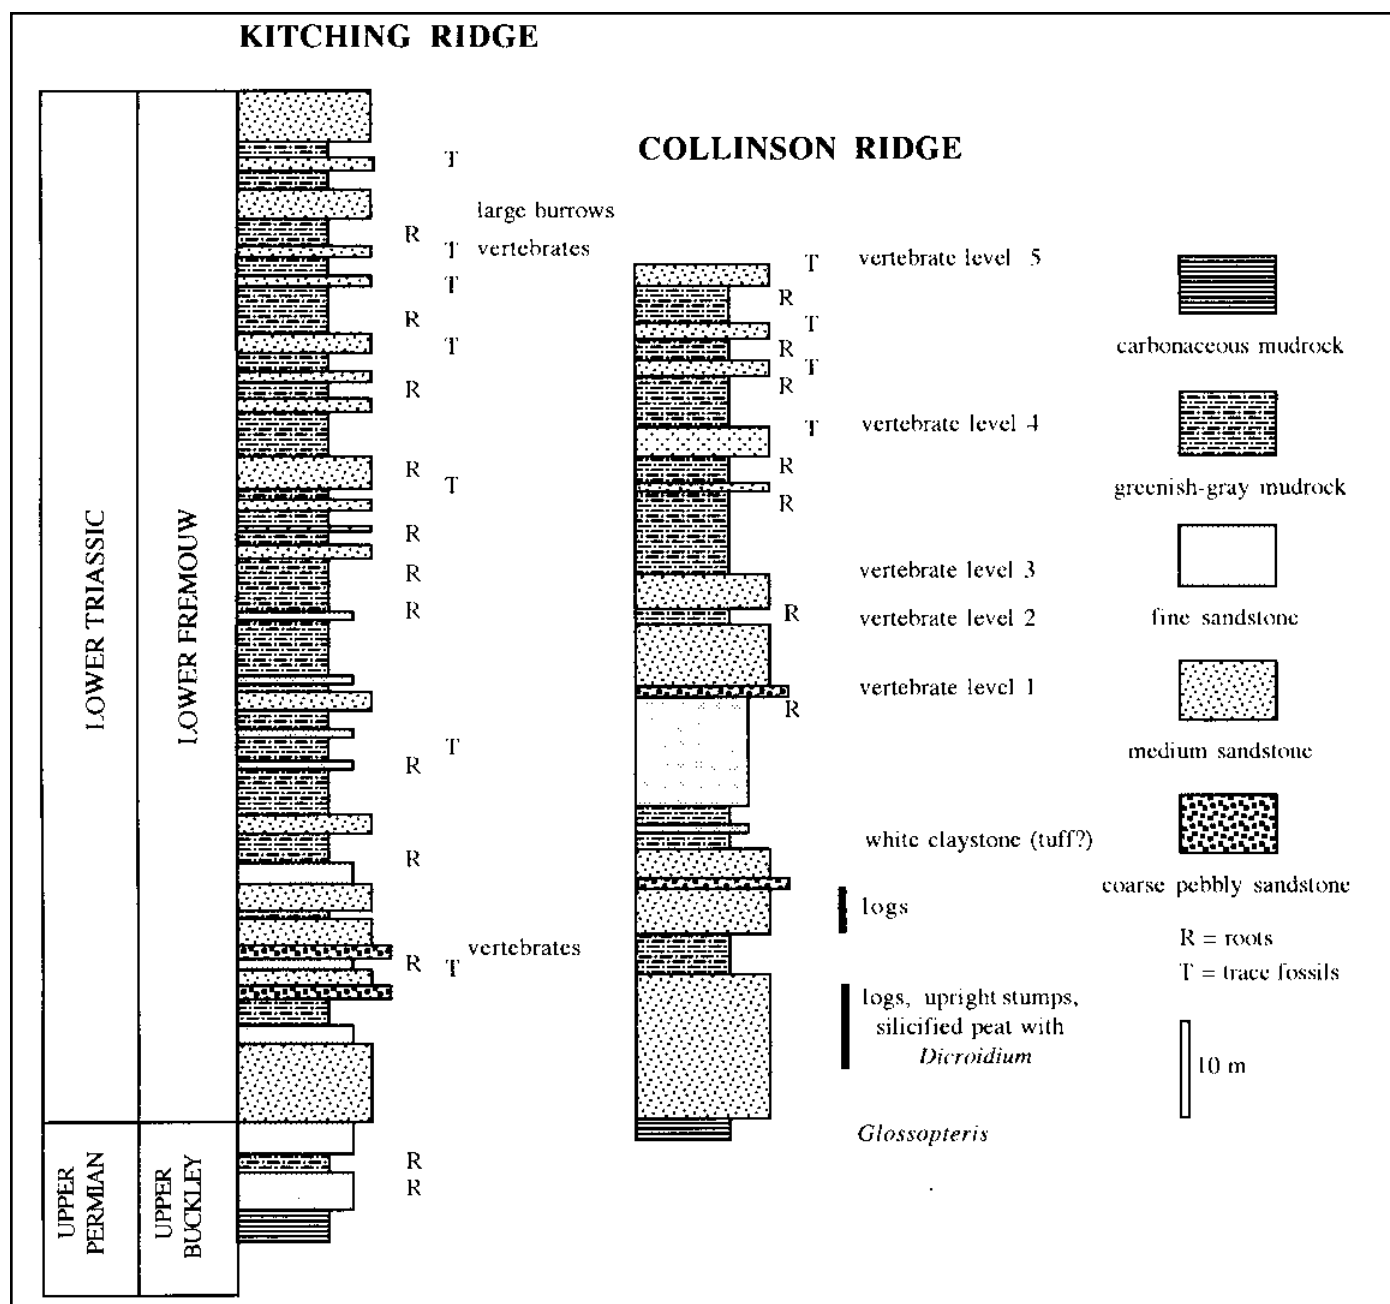 KITCHING RIDGE
COLLINSON RIDGE
LOWER TRIASSIC
LOWER FREMOUW
UPPER
PERMIAN
UPPER
BUCKLEY
T
large burrows
R
T vertebrates
T
R
T
R
R
T
R
R
R
T
R
R
vertebrates
R T
R
R
T vertebrate level 5
R
T
R
T
R
T vertebrate level 4
R
R
vertebrate level 3
R
vertebrate level 2
vertebrate level 1
R
white claystone (tuff?)
logs
logs, upright stumps,
silicified peat with
Dicroidium
Glossopteris
carbonaceous mudrock
greenish-gray mudrock
fine sandstone
medium sandstone
coarse pebbly sandstone
R = roots
T = trace fossils
10 m